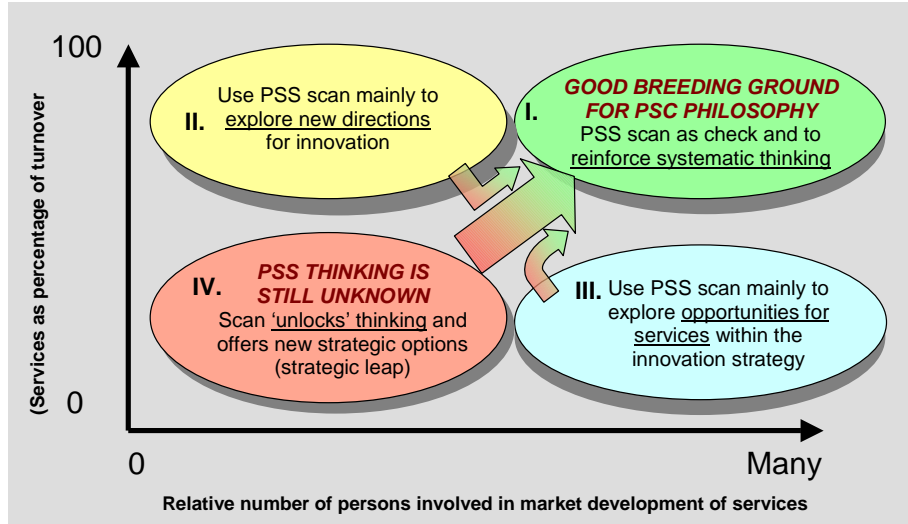 100
(Services as percentage of turnover
0
II.
Use PSS scan mainly to
explore new directions
for innovation
GOOD BREEDING GROUND
I.
FOR PSC PHILOSOPHY
PSS scan as check and to
reinforce systematic thinking
IV.
PSS THINKING IS
STILL UNKNOWN
Scan ‘unlocks’ thinking and
offers new strategic options
(strategic leap)
III.
Use PSS scan mainly to
explore opportunities for
services within the
innovation strategy
0
Many
Relative number of persons involved in market development of services